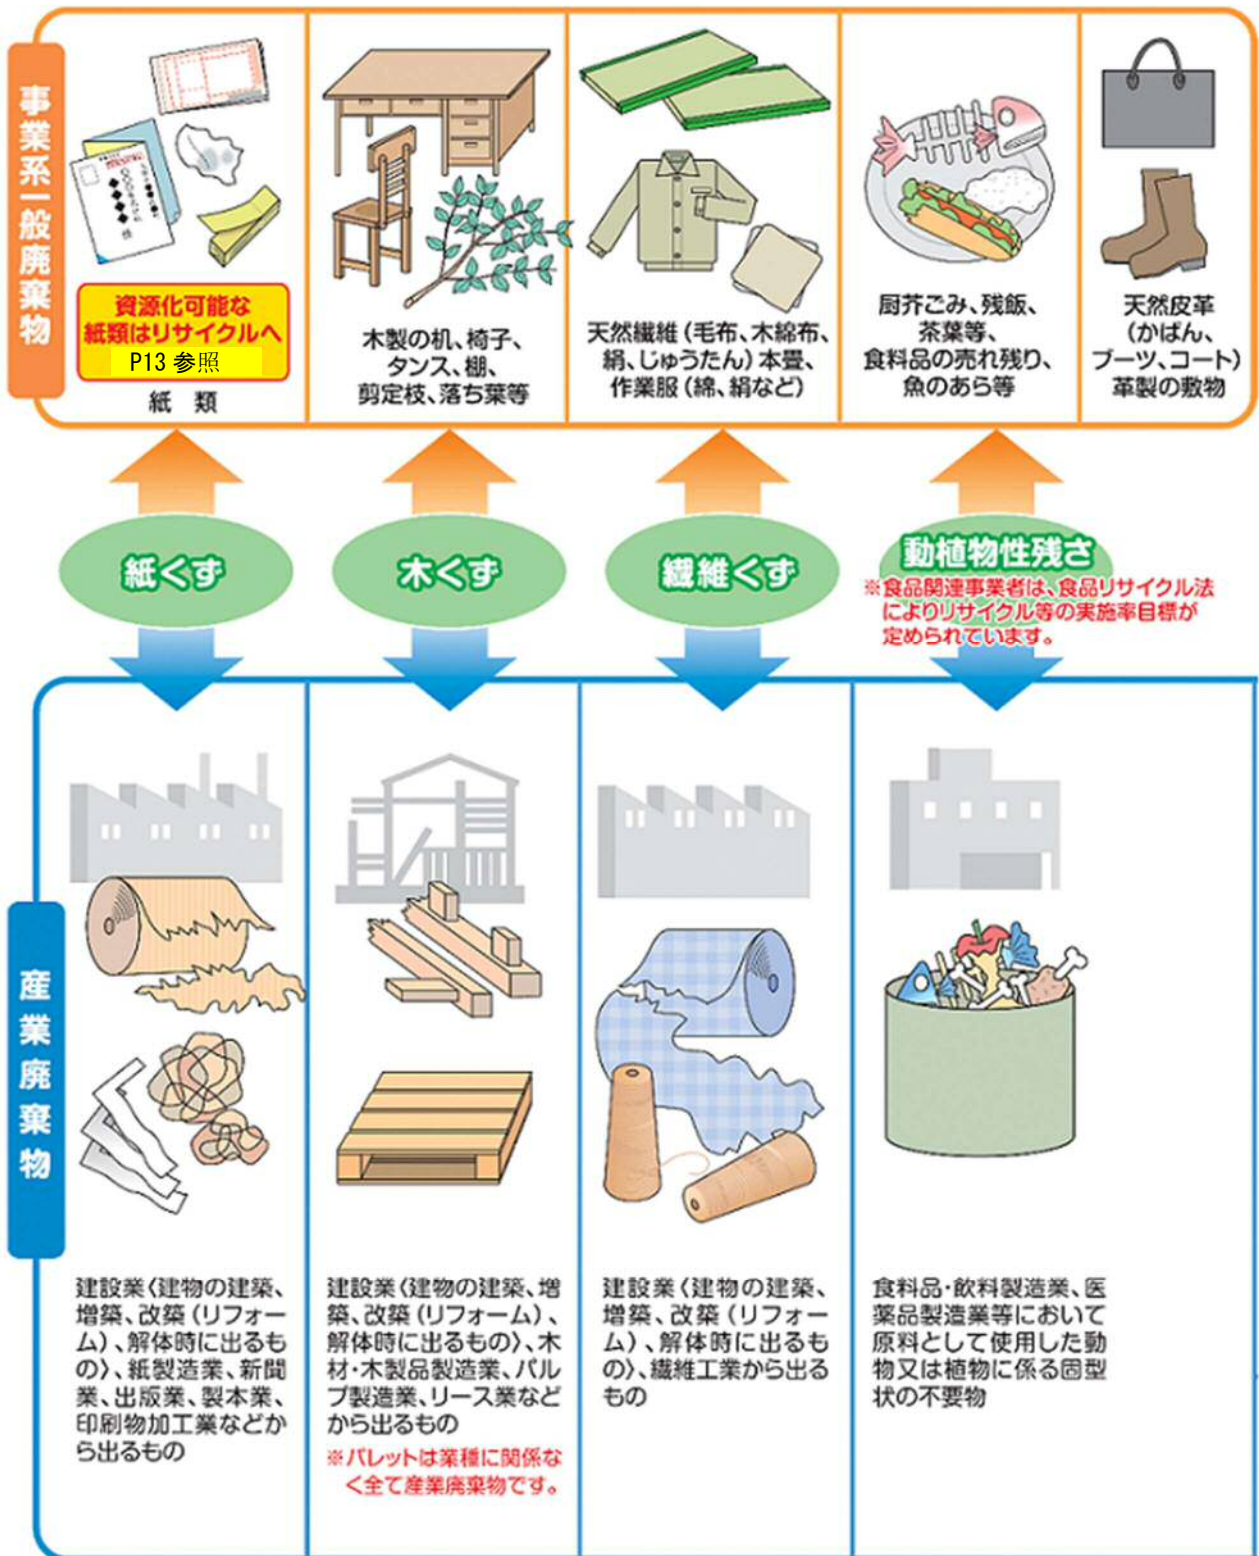 事業系一般廃棄物
資源化可能な
紙類はリサイクルへ
P13 参照
紙 類
木製の机、椅子、
タンス、棚、
剪定枝、落ち葉等
天然繊維(毛布、木綿布、
絹、じゅうたん)本畳、
作業服(綿、絹など)
厨芥ごみ、残飯、
茶葉等、
食料品の売れ残り、
魚のあら等
天然皮革
(かばん、
ブーツ、コート)
革製の敷物
紙くず
木くず
繊維くず
動植物性残さ
※食品関連事業者は、食品リサイクル法
によりリサイクル等の実施率目標が
定められています。
産業廃棄物
建設業〈建物の建築、
増築、改築(リフォー
ム)、解体時に出るも
の〉、紙製造業、新聞
業、出版業、製本業、
印刷物加工業などか
ら出るもの
建設業〈建物の建築、増
築、改築(リフォーム)、
解体時に出るもの〉、木
材・木製品製造業、パル
プ製造業、リース業など
から出るもの
※パレットは業種に関係な
く全て産業廃棄物です。
建設業〈建物の建築、
増築、改築(リフォー
ム)、解体時に出るも
の〉、繊維工業から出る
もの
食料品・飲料製造業、医
薬品製造業等において
原料として使用した動
物又は植物に係る固型
状の不要物